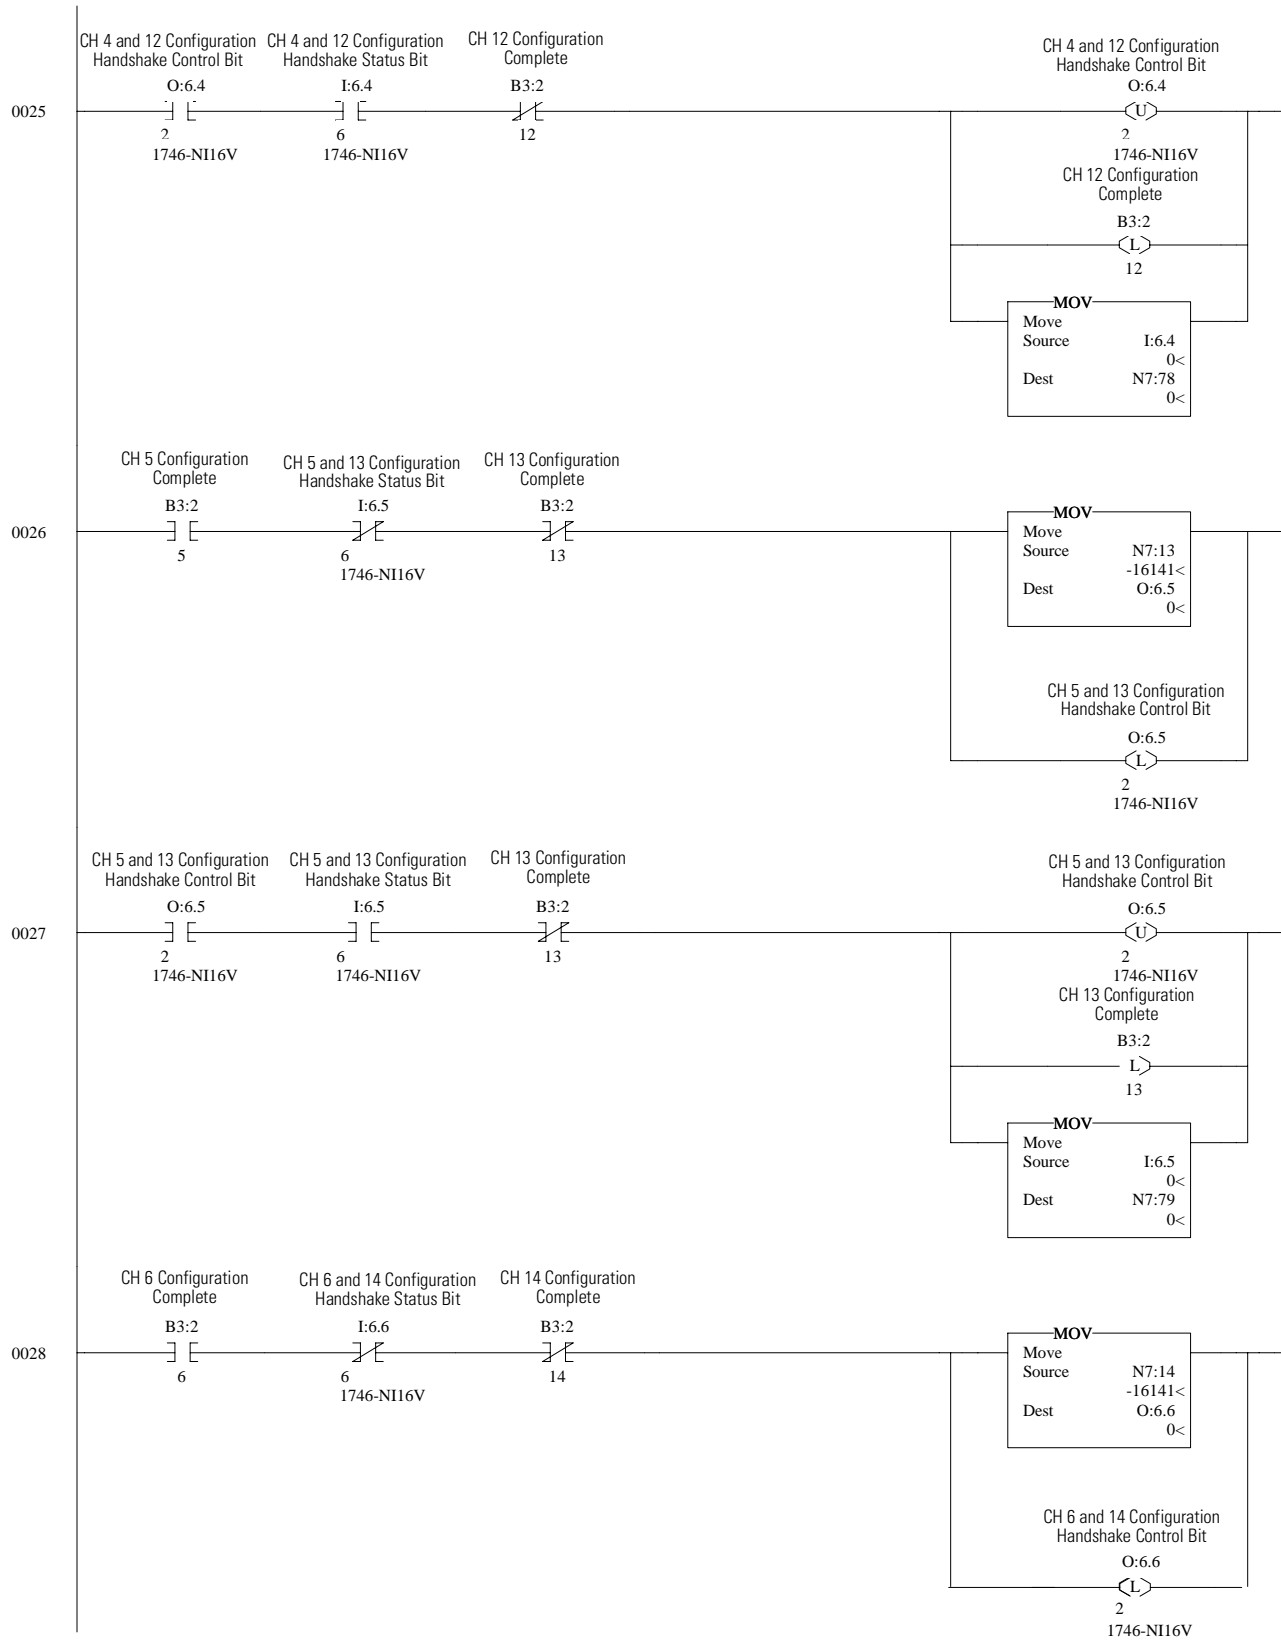 CH 4 and 12 Configuration
Handshake Control Bit
O:6.4
2
1746-NI16V
CH 4 and 12 Configuration
Handshake Status Bit
I:6.4
6
1746-NI16V
CH 12 Configuration
Complete
B3:2
12
CH 4 and 12 Configuration
Handshake Control Bit
O:6.4
U
2
1746-NI16V
CH 12 Configuration
Complete
B3:2
L
12
MOV
Move
Source I:6.4
0<
Dest N7:78
0<
0025
CH 5 Configuration
Complete
B3:2
5
CH 5 and 13 Configuration
Handshake Status Bit
I:6.5
6
1746-NI16V
CH 13 Configuration
Complete
B3:2
13
MOV
Move
Source N7:13
-16141<
Dest O:6.5
0<
CH 5 and 13 Configuration
Handshake Control Bit
O:6.5
L
2
1746-NI16V
0026
CH 5 and 13 Configuration
Handshake Control Bit
O:6.5
2
1746-NI16V
CH 5 and 13 Configuration
Handshake Status Bit
I:6.5
6
1746-NI16V
CH 13 Configuration
Complete
B3:2
13
CH 5 and 13 Configuration
Handshake Control Bit
O:6.5
U
2
1746-NI16V
CH 13 Configuration
Complete
B3:2
L
13
MOV
Move
Source I:6.5
0<
Dest N7:79
0<
0027
CH 6 Configuration
Complete
B3:2
6
CH 6 and 14 Configuration
Handshake Status Bit
I:6.6
6
1746-NI16V
CH 14 Configuration
Complete
B3:2
14
MOV
Move
Source N7:14
-16141<
Dest O:6.6
0<
CH 6 and 14 Configuration
Handshake Control Bit
O:6.6
L
2
1746-NI16V
0028